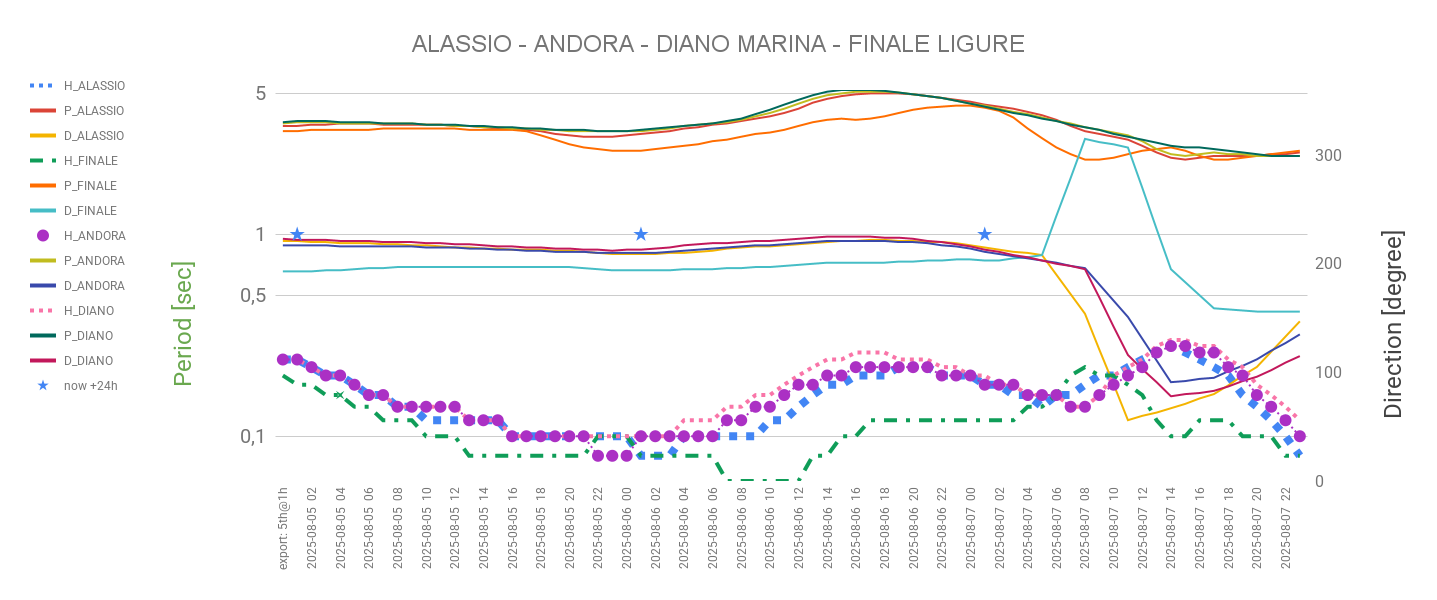 ALASSIO - ANDORA - DIANO MARINA - FINALE LIGURE
H_ALASSIO
P_ALASSIO
D_ALASSIO
H_FINALE
P_FINALE
D_FINALE
H_ANDORA
P_ANDORA
D_ANDORA
H_DIANO
P_DIANO
D_DIANO
now +24h
Period [sec]
5
1
0,5
0,1
300
200
100
0
Direction [degree]
export: 5th@1h
2025-08-05 02
2025-08-05 04
2025-08-05 06
2025-08-05 08
2025-08-05 10
2025-08-05 12
2025-08-05 14
2025-08-05 16
2025-08-05 18
2025-08-05 20
2025-08-05 22
2025-08-06 00
2025-08-06 02
2025-08-06 04
2025-08-06 06
2025-08-06 08
2025-08-06 10
2025-08-06 12
2025-08-06 14
2025-08-06 16
2025-08-06 18
2025-08-06 20
2025-08-06 22
2025-08-07 00
2025-08-07 02
2025-08-07 04
2025-08-07 06
2025-08-07 08
2025-08-07 10
2025-08-07 12
2025-08-07 14
2025-08-07 16
2025-08-07 18
2025-08-07 20
2025-08-07 22